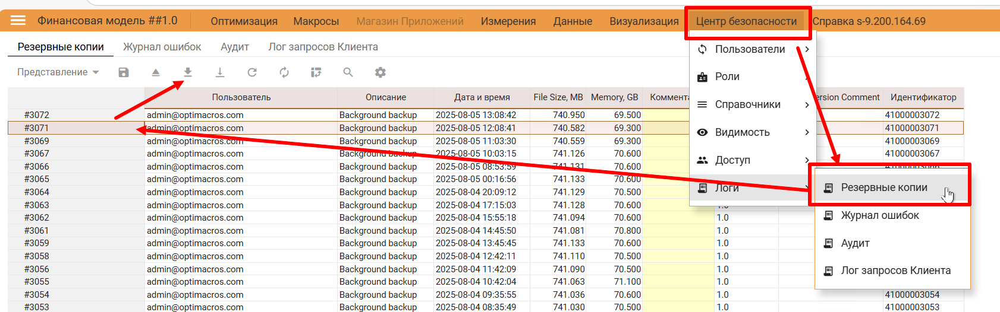 Финансовая модель ##1.0 Оптимизация Макросы Магазин Приложений Измерения Данные Визуализация Центр безопасности Справка s-9.200.164.69
Резервные копии Журнал ошибок Аудит Лог запросов Клиента
Представление
Пользователь Описание Дата и время File Size, MB Memory, GB Коммента ersion Comment Идентификатор
#3072 admin@optimacros.com Background backup 2025-08-05 13:08:42 740.950 69.500 41000003072
#3071 admin@optimacros.com Background backup 2025-08-05 12:08:41 740.582 69.300 41000003071
#3069 admin@optimacros.com Background backup 2025-08-05 11:03:30 740.559 69.300 41000003069
#3067 admin@optimacros.com Background backup 2025-08-05 10:03:15 741.126 70.600 41000003067
#3066 admin@optimacros.com Background backup 2025-08-05 08:53:59 741.131 70.600
#3065 admin@optimacros.com Background backup 2025-08-05 00:16:56 741.133 70.600
#3064 admin@optimacros.com Background backup 2025-08-04 20:09:12 741.129 70.500
#3063 admin@optimacros.com Background backup 2025-08-04 17:15:03 741.128 70.600 1.0
#3062 admin@optimacros.com Background backup 2025-08-04 15:55:18 741.094 70.600 1.0
#3061 admin@optimacros.com Background backup 2025-08-04 14:45:50 741.081 70.800 1.0
#3059 admin@optimacros.com Background backup 2025-08-04 13:45:45 741.133 70.600 1.0
#3058 admin@optimacros.com Background backup 2025-08-04 12:42:11 741.110 70.500 1.0
#3056 admin@optimacros.com Background backup 2025-08-04 11:42:09 741.090 70.500 1.0
#3055 admin@optimacros.com Background backup 2025-08-04 10:42:04 741.063 71.100 1.0
#3054 admin@optimacros.com Background backup 2025-08-04 09:35:55 741.036 70.600 1.0 41000003054
#3053 admin@optimacros.com Background backup 2025-08-04 08:35:49 741.030 70.500 1.0 41000003053
Пользователи
Роли
Справочники
Видимость
Доступ
Логи
Резервные копии
Журнал ошибок
Аудит
Лог запросов Клиента